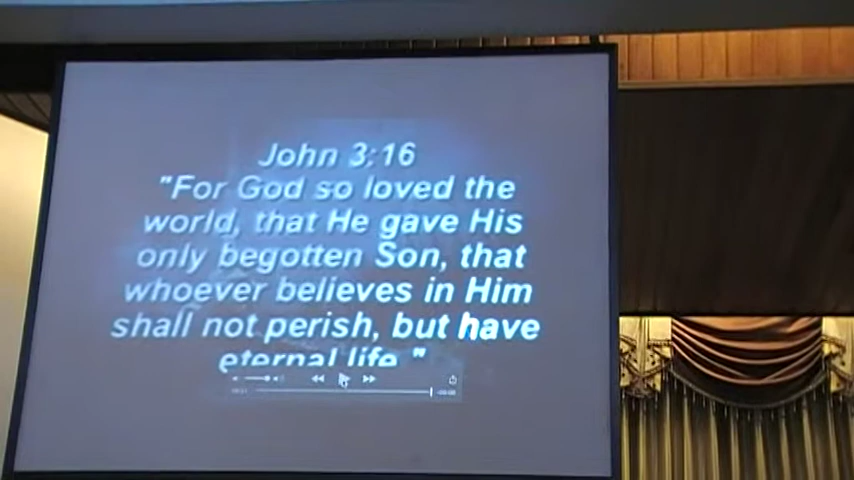 John 3:16
"For God so loved the
world, that He gave His
only begotten Son, that
whoever believes in Him
shall not perish, but have
eternal life."